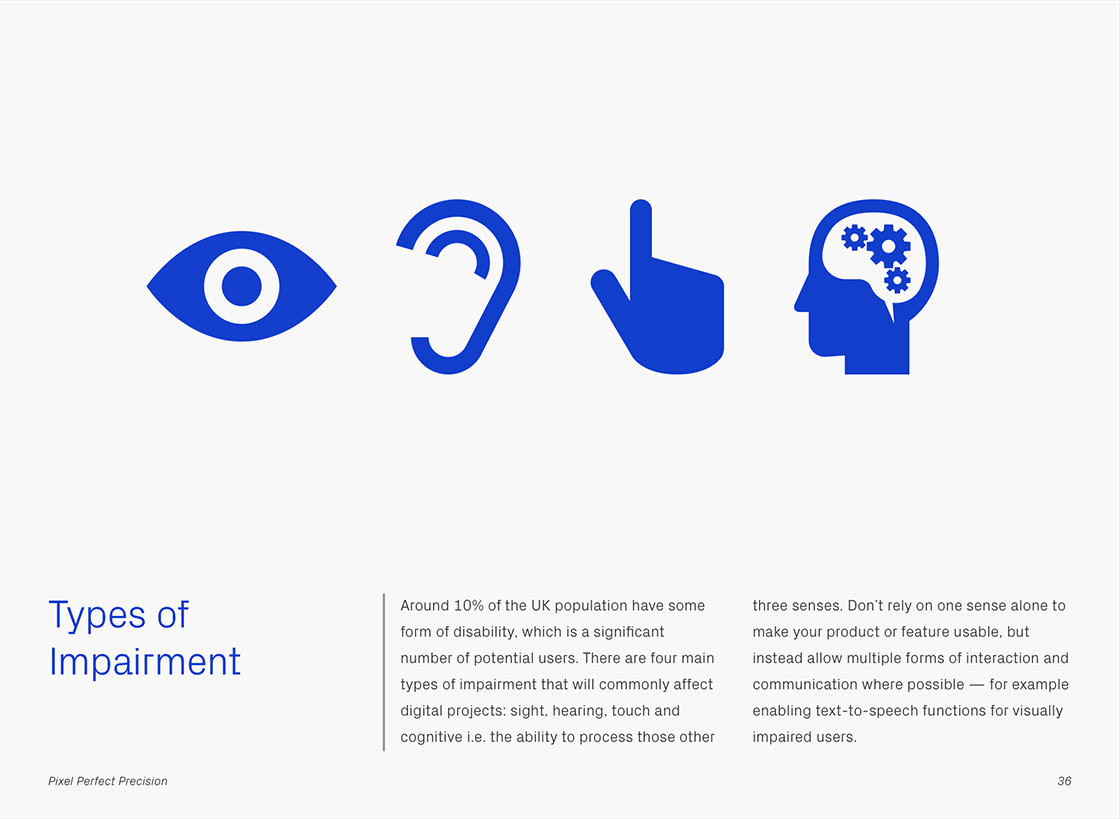 Types of
Impairment
Around 10% of the UK population have some
form of disability, which is a significant
number of potential users. There are four main
types of impairment that will commonly affect
digital projects: sight, hearing, touch and
cognitive i.e. the ability to process those other
three senses. Don’t rely on one sense alone to
make your product or feature usable, but
instead allow multiple forms of interaction and
communication where possible — for example
enabling text-to-speech functions for visually
impaired users.
Pixel Perfect Precision
36